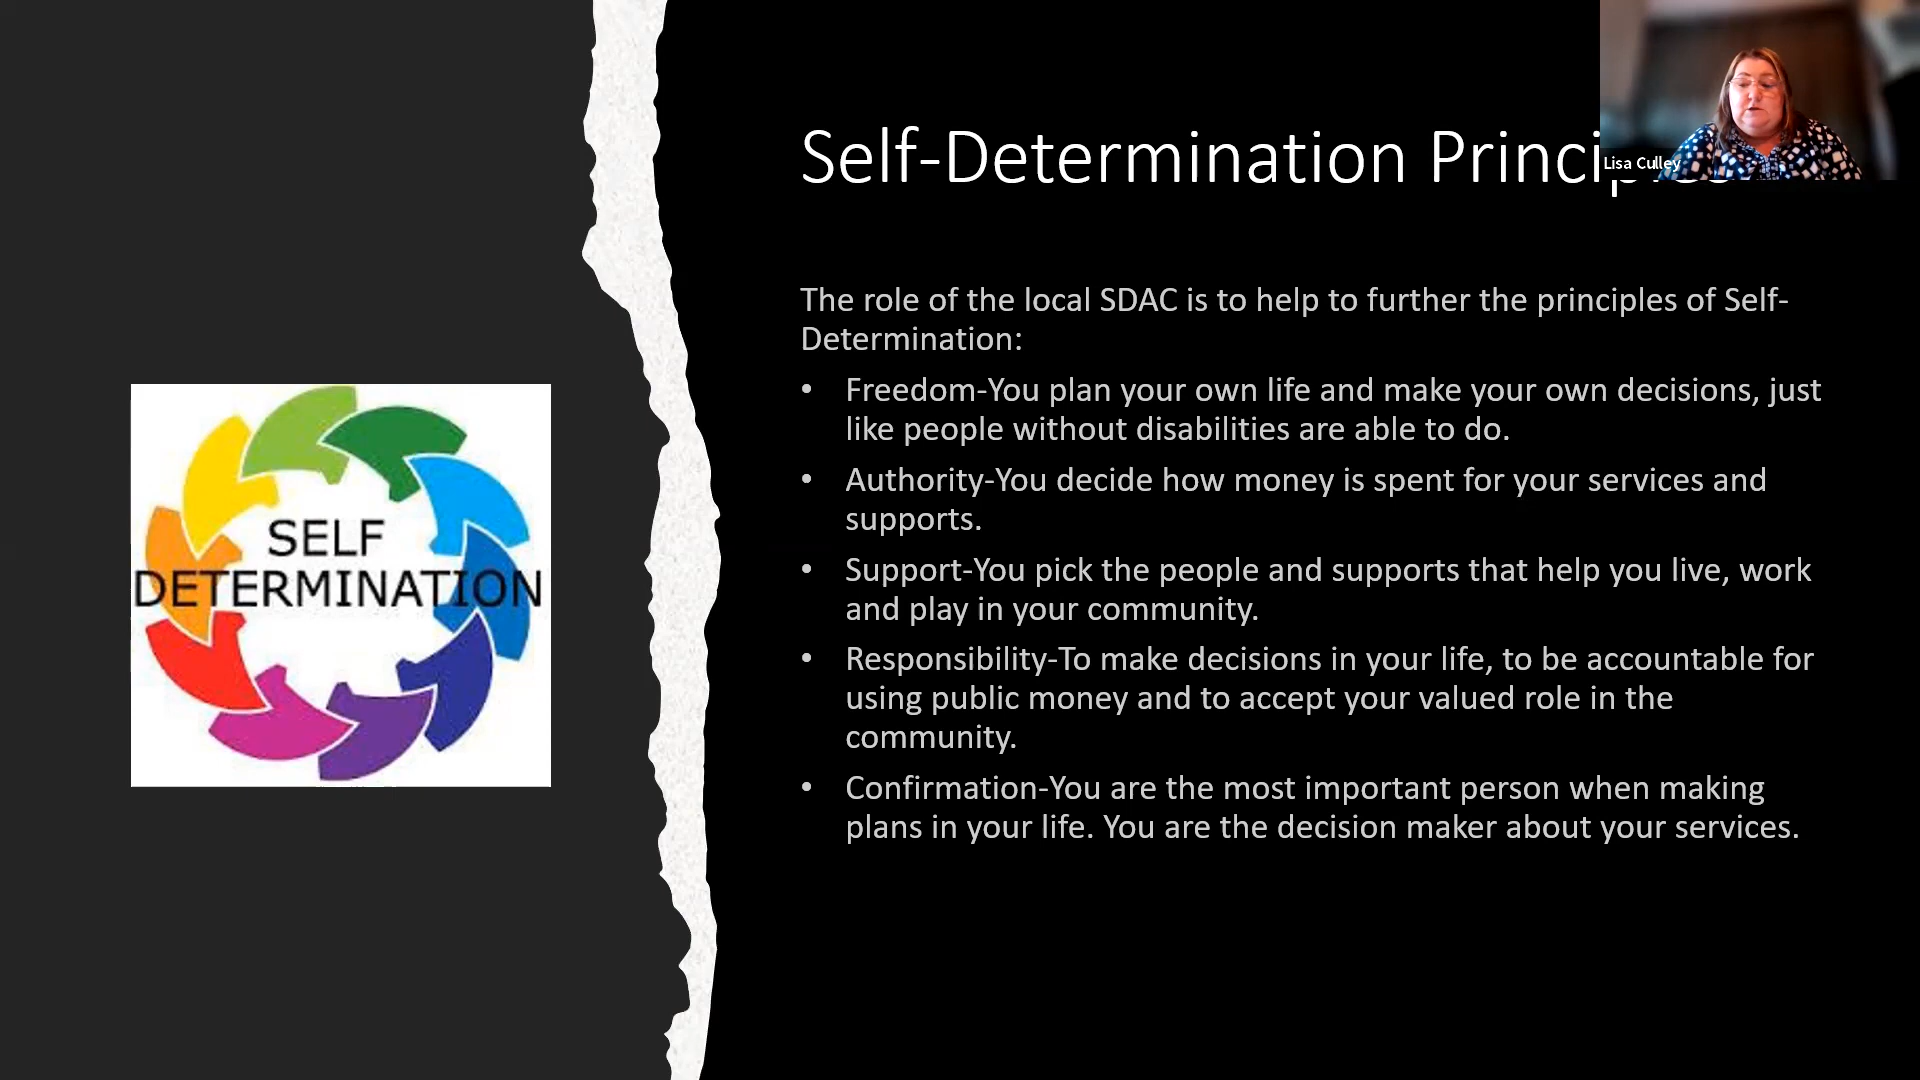 Self-Determination Principles
Lisa Culley
The role of the local SDAC is to help to further the principles of Self-
Determination:
• Freedom-You plan your own life and make your own decisions, just
like people without disabilities are able to do.
• Authority-You decide how money is spent for your services and
supports.
• Support-You pick the people and supports that help you live, work
and play in your community.
• Responsibility-To make decisions in your life, to be accountable for
using public money and to accept your valued role in the
community.
• Confirmation-You are the most important person when making
plans in your life. You are the decision maker about your services.
SELF
DETERMINATION